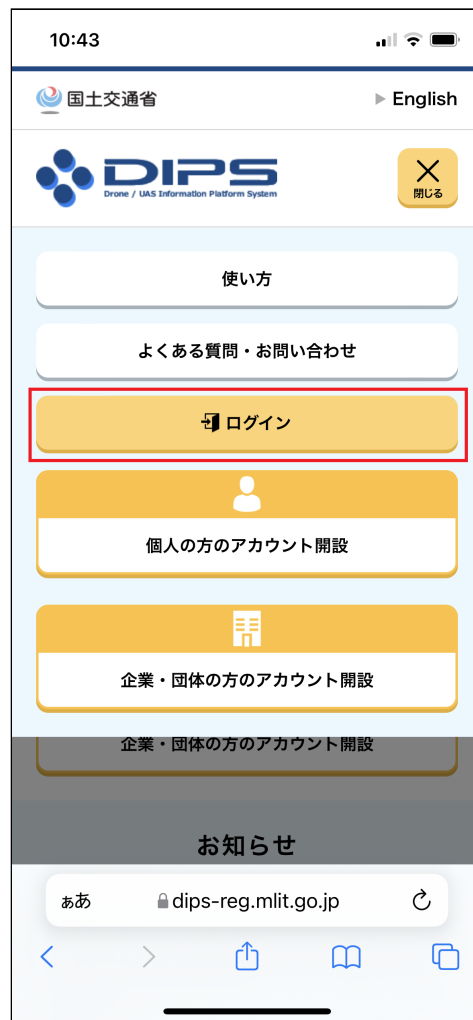 10:43
国土交通省
English
DIPS
Drone / UAS Information Platform System
閉じる
使い方
よくある質問・お問い合わせ
ログイン
個人の方のアカウント開設
企業・団体の方のアカウント開設
企業・団体の方のアカウント開設
お知らせ
ぁあ
dips-reg.mlit.go.jp